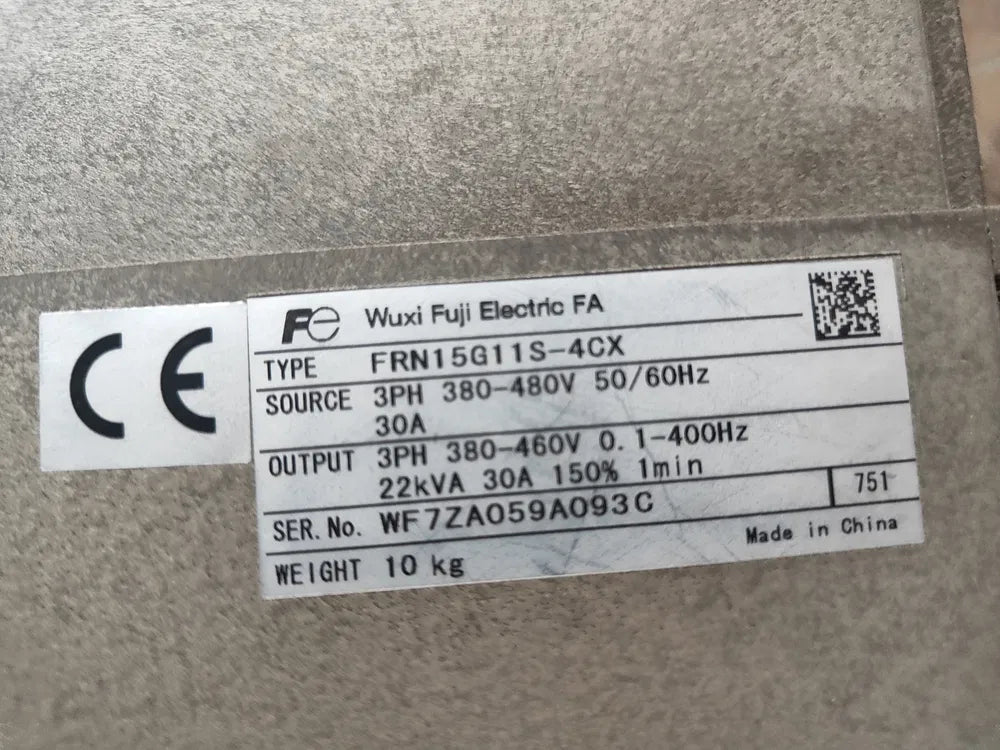 CE
Fe Wuxi Fuji Electric FA
TYPE FRN15G11S-4CX
SOURCE 3PH 380-480V 50/60Hz
30A
OUTPUT 3PH 380-460V 0.1-400Hz
22kVA 30A 150% 1min
SER.No. WF7ZA059A093C 751
WEIGHT 10 kg Made in China